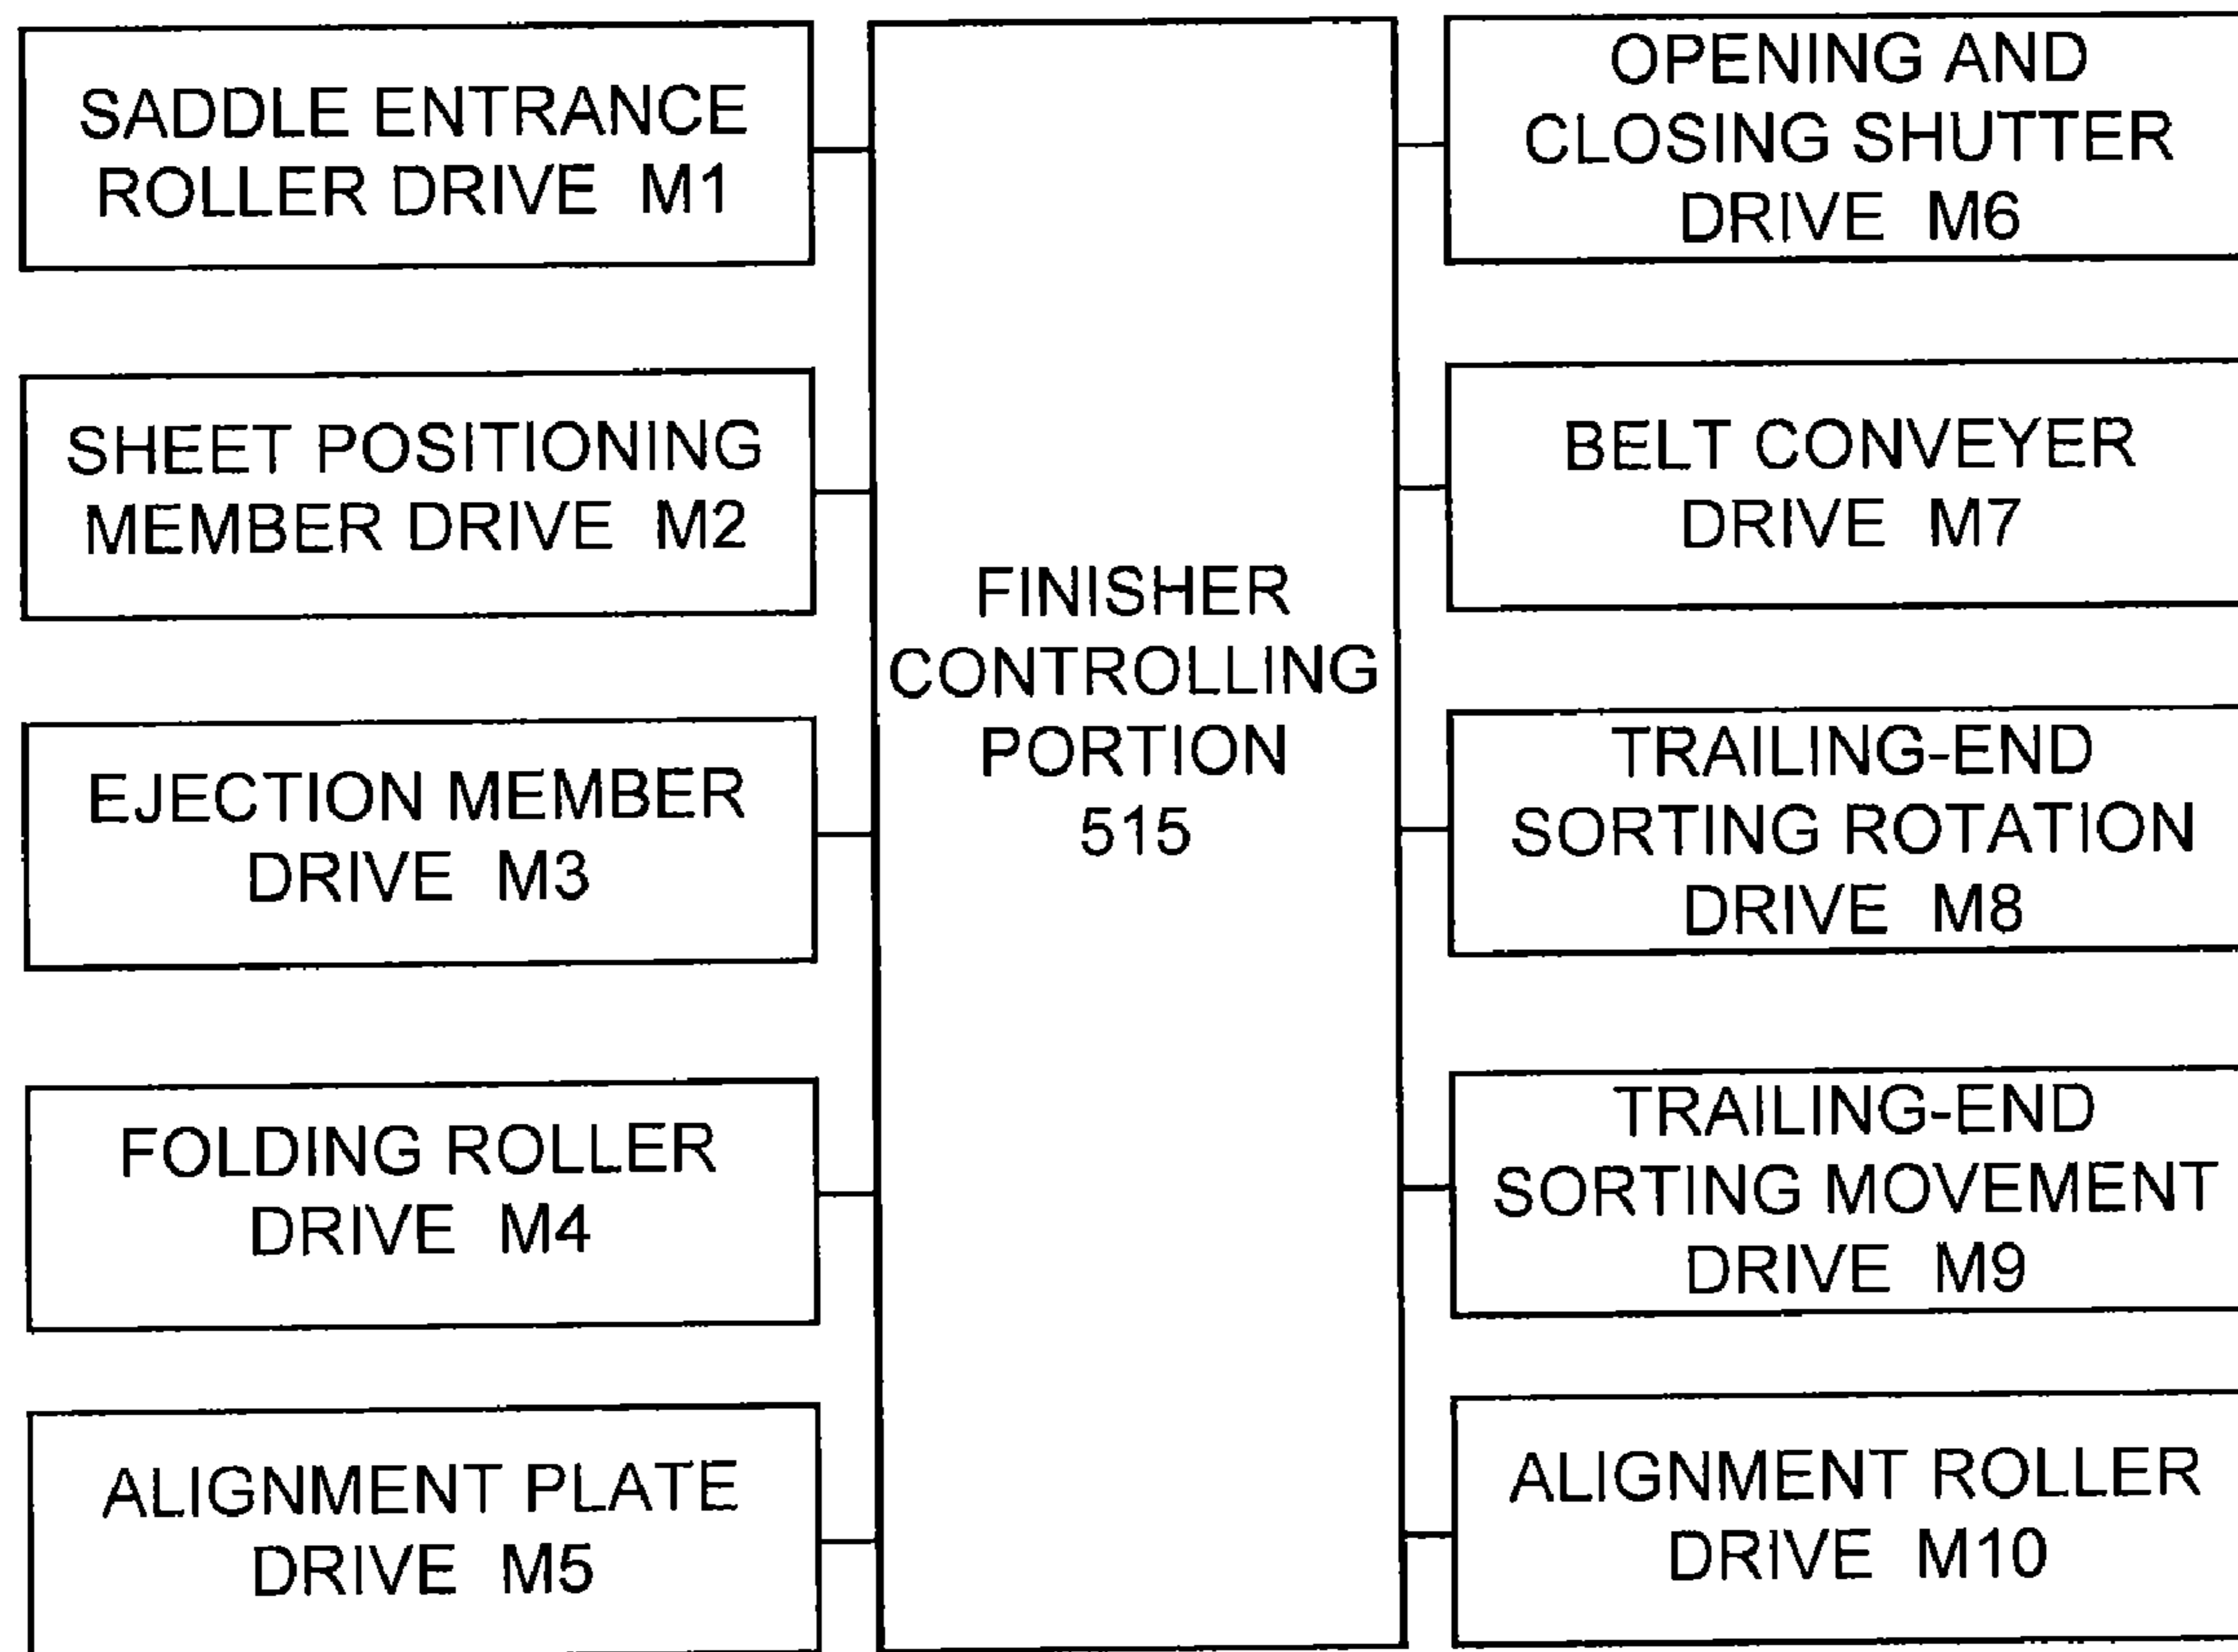 SADDLE ENTRANCE
ROLLER DRIVE M1
SHEET POSITIONING
MEMBER DRIVE M2
EJECTION MEMBER
DRIVE M3
FOLDING ROLLER
DRIVE M4
ALIGNMENT PLATE
DRIVE M5
FINISHER
CONTROLLING
PORTION
515
OPENING AND
CLOSING SHUTTER
DRIVE M6
BELT CONVEYER
DRIVE M7
TRAILING-END
SORTING ROTATION
DRIVE M8
TRAILING-END
SORTING MOVEMENT
DRIVE M9
ALIGNMENT ROLLER
DRIVE M10